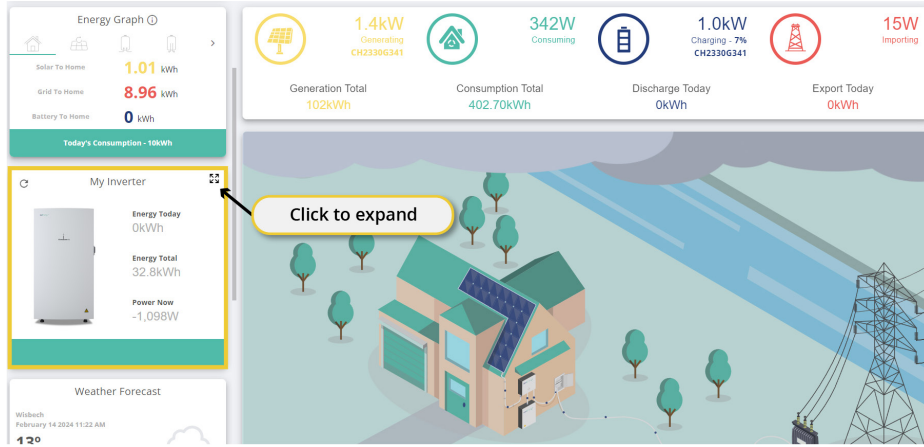 Energy Graph
Solar To Home 1.01 kWh
Grid To Home 8.96 kWh
Battery To Home 0 kWh
Today's Consumption - 10kWh
My Inverter
Energy Today
0kWh
Energy Total
32.8kWh
Power Now
-1,098W
Weather Forecast
Wisbech
February 14 2024 11:22 AM
13º
1.4kW
Generating
CH2330G341
342W
Consuming
1.0kW
Charging - 7%
CH2330G341
15W
Importing
Generation Total
102kWh
Consumption Total
402.70kWh
Discharge Today
0kWh
Export Today
0kWh
Click to expand